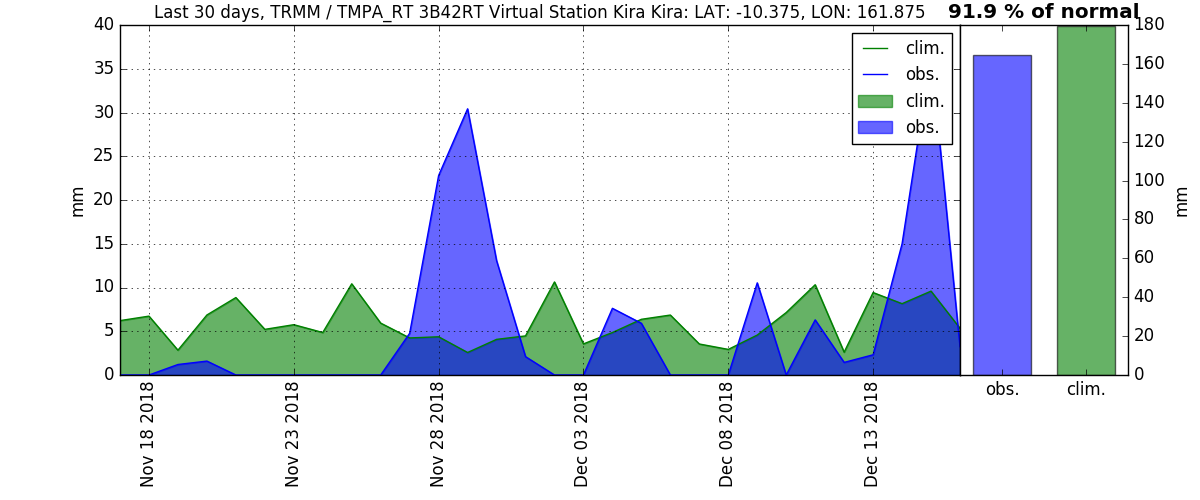 Last 30 days, TRMM / TMPA_RT 3B42RT Virtual Station Kira Kira: LAT: -10.375, LON: 161.875
91.9 % of normal
40
35
30
25
20
15
10
5
0
mm
clim.
obs.
clim.
obs.
180
160
140
120
100
80
60
40
20
0
mm
obs.
clim.
Nov 18 2018
Nov 23 2018
Nov 28 2018
Dec 03 2018
Dec 08 2018
Dec 13 2018